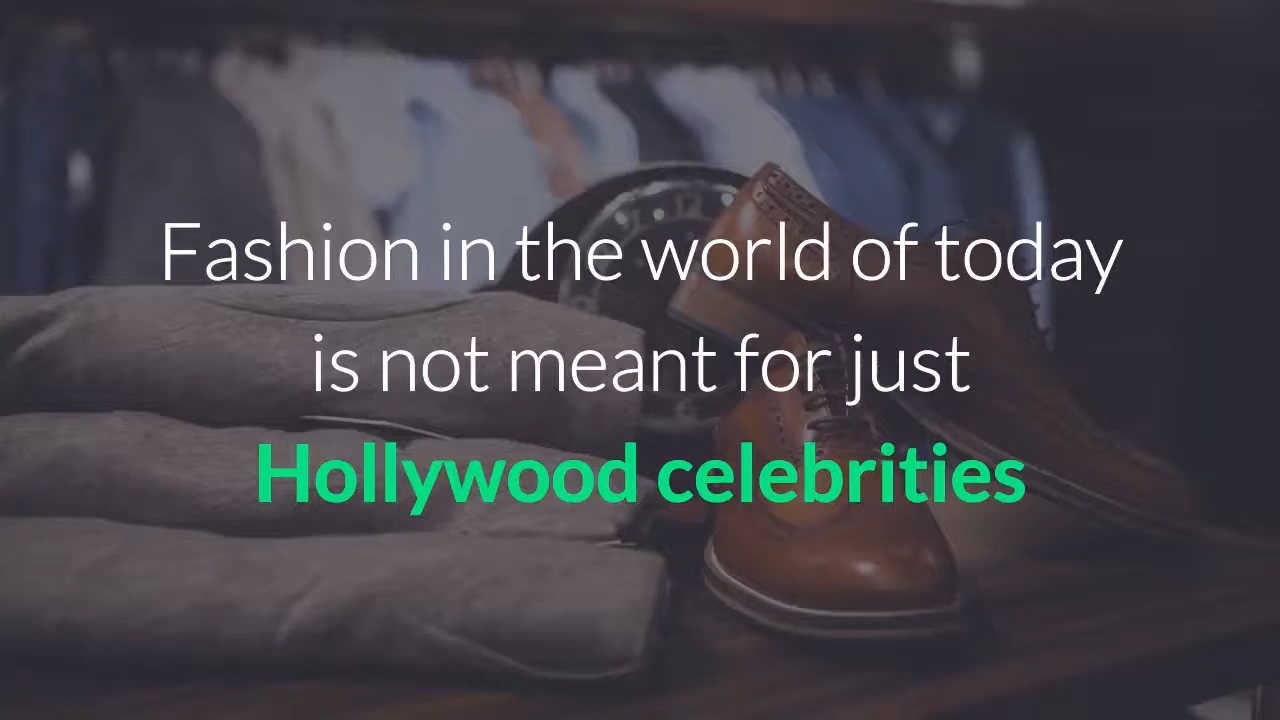 Fashion in the world of today
is not meant for just
Hollywood celebrities